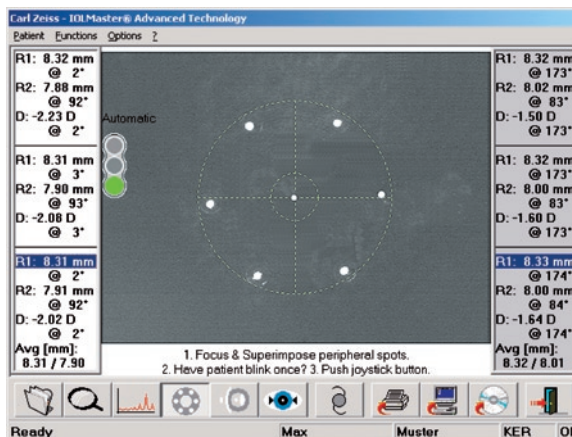 Carl Zeiss - IOLMaster® Advanced Technology
Patient Functions Options ?
R1: 8.32 mm
@ 2°
R2: 7.88 mm
@ 92°
D: -2.23 D
@ 2°
R1: 8.31 mm
@ 3°
R2: 7.90 mm
@ 93°
D: -2.08 D
@ 3°
R1: 8.31 mm
@ 2°
R2: 7.91 mm
@ 92°
D: -2.02 D
@ 2°
Avg [mm]:
8.31 / 7.90
Automatic
R1: 8.32 mm
@ 173°
R2: 8.02 mm
@ 83°
D: -1.50 D
@ 173°
R1: 8.32 mm
@ 173°
R2: 8.00 mm
@ 83°
D: -1.60 D
@ 173°
R1: 8.33 mm
@ 174°
R2: 8.00 mm
@ 84°
D: -1.64 D
@ 174°
Avg [mm]:
8.32 / 8.01
1. Focus & Superimpose peripheral spots.
2. Have patient blink once? 3. Push joystick button.
Ready Max Muster KER